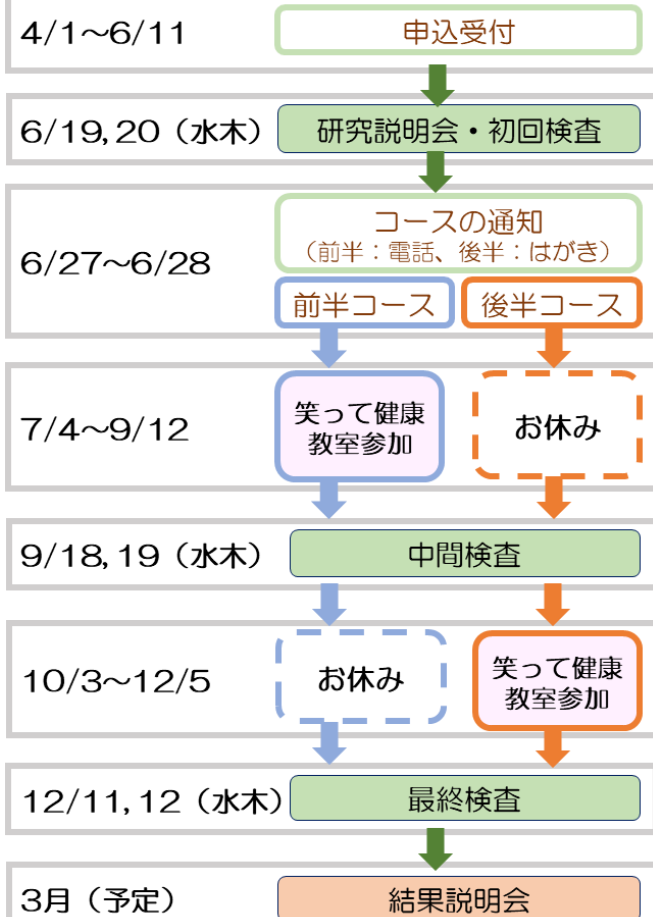 4/1～6/11
申込受付
6/19,20（水木）
研究説明会・初回検査
6/27～6/28
コースの通知
（前半：電話、後半：はがき）
前半コース
後半コース
7/4～9/12
笑って健康
教室参加
お休み
9/18,19（水木）
中間検査
10/3～12/5
お休み
笑って健康
教室参加
12/11,12（水木）
最終検査
3月（予定）
結果説明会